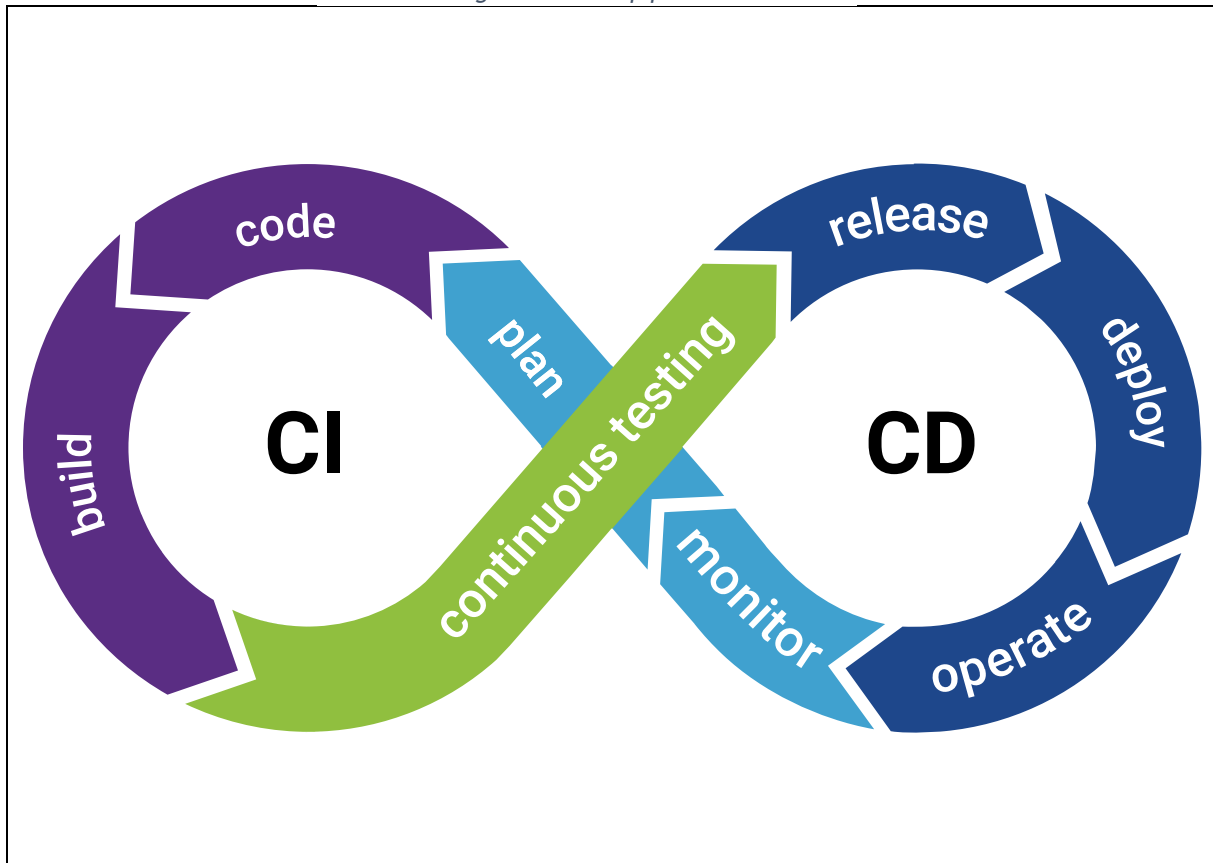 code
release
plan
deploy
CI
CD
build
continuous testing
monitor
operate